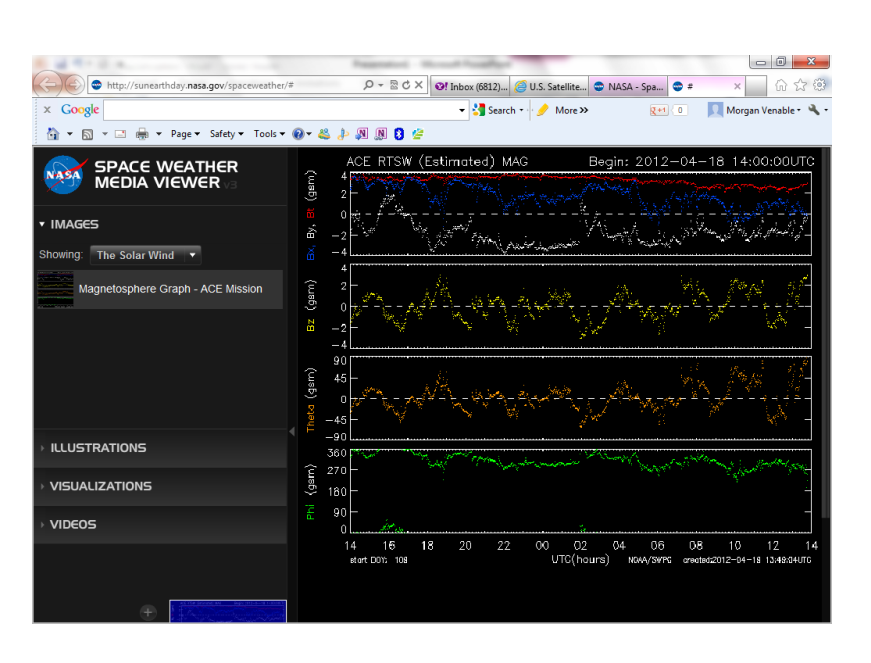 http://sunearthday.nasa.gov/spaceweather/#
Inbox (6812)...
U.S. Satellite...
NASA - Spa...
#
x Google
Search
More >>
+1 0
Morgan Venable
Page
Safety
Tools
NASA
SPACE WEATHER
MEDIA VIEWER v3
IMAGES
Showing: The Solar Wind
Magnetosphere Graph - ACE Mission
ILLUSTRATIONS
VISUALIZATIONS
VIDEOS
ACE RTSW (Estimated) MAG
Begin: 2012-04-18 14:00:00UTC
Bx, By, Bt (gsm)
4
2
0
-2
-4
Bz (gsm)
4
2
0
-2
-4
Theta (gsm)
90
45
0
-45
-90
Phi (gsm)
360
270
180
90
0
14 16 18 20 22 00 02 04 06 08 10 12 14
start DOY: 109
UTC(hours)
NOAA/SWPC
created:2012-04-19 13:49:04UTC